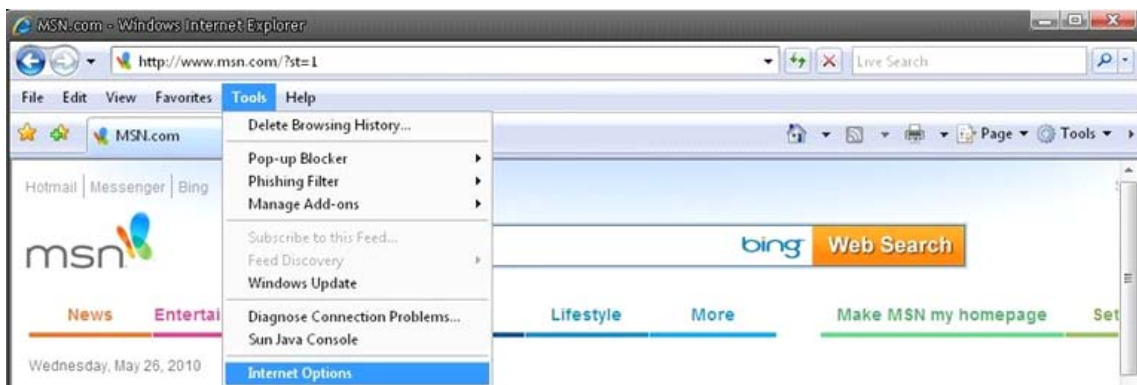 MSN.com - Windows Internet Explorer
http://www.msn.com/?st=1
Live Search
File Edit View Favorites Tools Help
MSN.com
Page Tools
Delete Browsing History...
Pop-up Blocker
Phishing Filter
Manage Add-ons
Subscribe to this Feed...
Feed Discovery
Windows Update
Diagnose Connection Problems...
Sun Java Console
Internet Options
Hotmail | Messenger | Bing
msn
bing Web Search
News Entertai Lifestyle More Make MSN my homepage Set
Wednesday, May 26, 2010